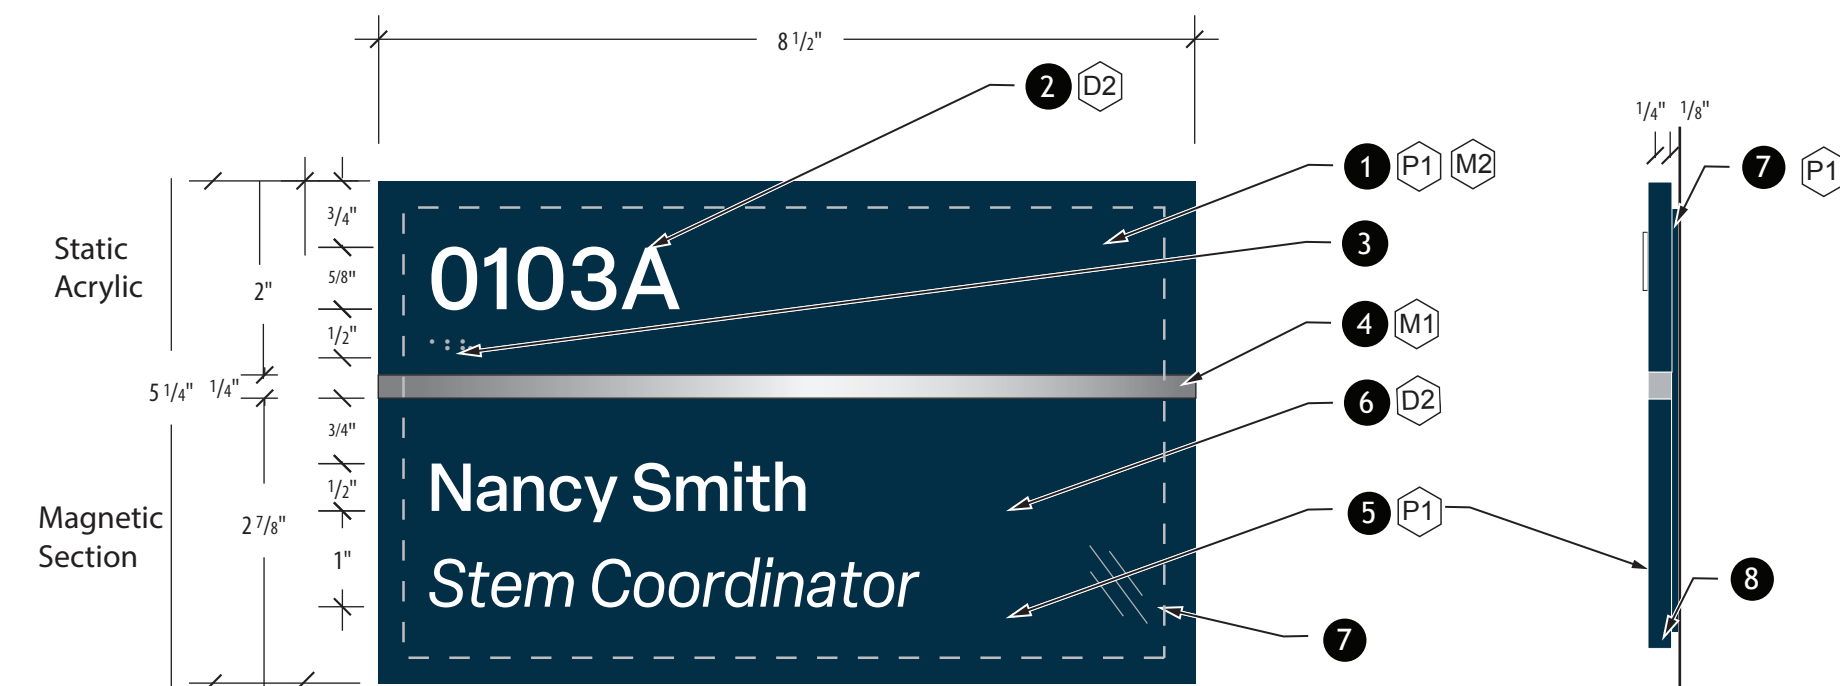 8 1/2"
2 D2
1/4" 1/8"
1 P1 M2
7 P1
3/4"
Static
Acrylic
0103A
3
5/8"
2"
1/2"
4 M1
5 1/4" 1/4"
6 D2
3/4"
Nancy Smith
1/2"
Magnetic
Section
2 7/8"
5 P1
1"
Stem Coordinator
8
7